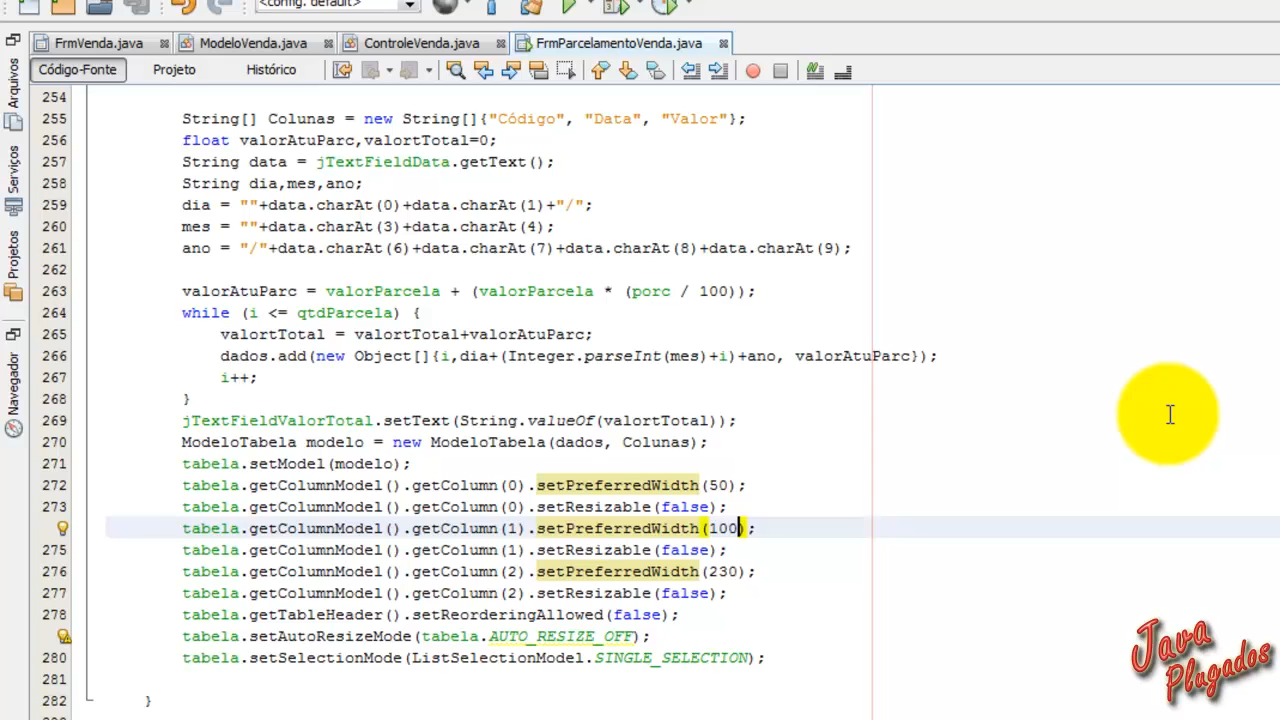 <config. default>
FrmVenda.java
ModeloVenda.java
ControleVenda.java
FrmParcelamentoVenda.java
Código-Fonte
Projeto
Histórico
Arquivos
Serviços
Projetos
Navegador
254
255 String[] Colunas = new String[]{"Código", "Data", "Valor"};
256 float valorAtuParc,valortTotal=0;
257 String data = jTextFieldData.getText();
258 String dia,mes,ano;
259 dia = ""+data.charAt(0)+data.charAt(1)+"/";
260 mes = ""+data.charAt(3)+data.charAt(4);
261 ano = "/"+data.charAt(6)+data.charAt(7)+data.charAt(8)+data.charAt(9);
262
263 valorAtuParc = valorParcela + (valorParcela * (porc / 100));
264 while (i <= qtdParcela) {
265 valortTotal = valortTotal+valorAtuParc;
266 dados.add(new Object[]{i,dia+(Integer.parseInt(mes)+i)+ano, valorAtuParc});
267 i++;
268 }
269 jTextFieldValorTotal.setText(String.valueOf(valortTotal));
270 ModeloTabela modelo = new ModeloTabela(dados, Colunas);
271 tabela.setModel(modelo);
272 tabela.getColumnModel().getColumn(0).setPreferredWidth(50);
273 tabela.getColumnModel().getColumn(0).setResizable(false);
tabela.getColumnModel().getColumn(1).setPreferredWidth(100);
275 tabela.getColumnModel().getColumn(1).setResizable(false);
276 tabela.getColumnModel().getColumn(2).setPreferredWidth(230);
277 tabela.getColumnModel().getColumn(2).setResizable(false);
278 tabela.getTableHeader().setReorderingAllowed(false);
tabela.setAutoResizeMode(tabela.AUTO_RESIZE_OFF);
280 tabela.setSelectionMode(ListSelectionModel.SINGLE_SELECTION);
281
282 }
Java
Plugados